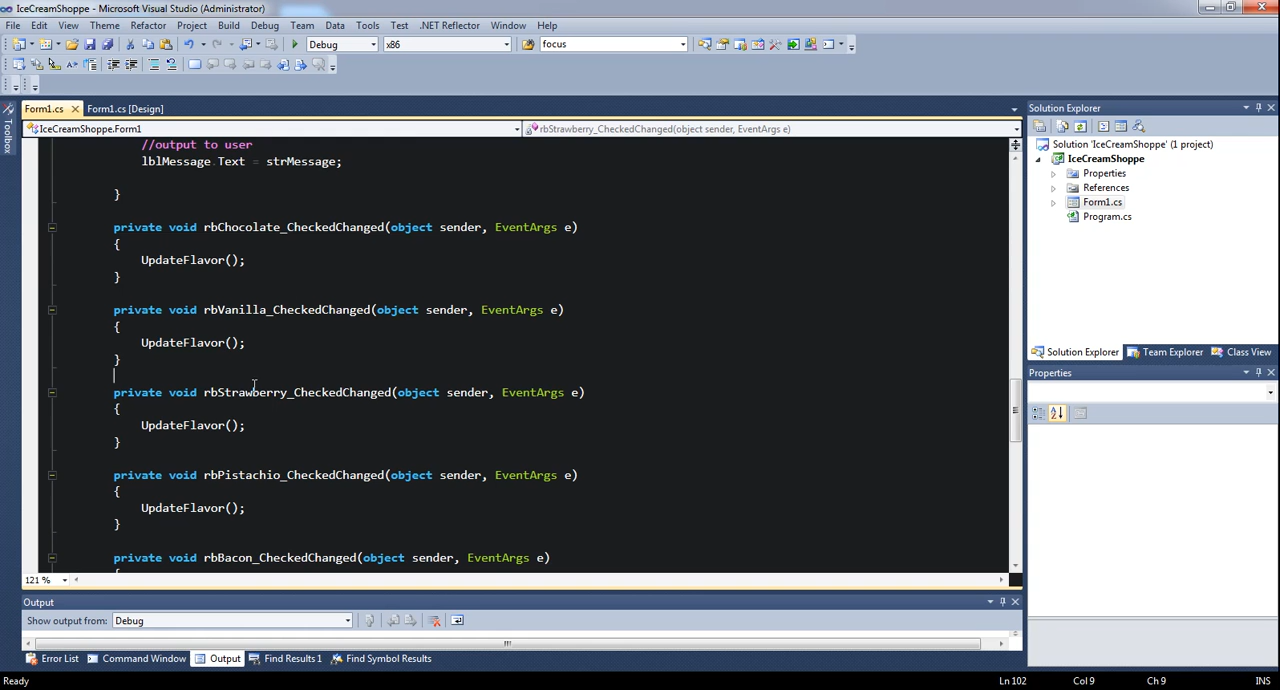 IceCreamShoppe - Microsoft Visual Studio (Administrator)
File Edit View Theme Refactor Project Build Debug Team Data Tools Test .NET Reflector Window Help
Debug x86 focus
Form1.cs Form1.cs [Design]
IceCreamShoppe.Form1 rbStrawberry_CheckedChanged(object sender, EventArgs e)
Toolbox
//output to user
lblMessage.Text = strMessage;
}
private void rbChocolate_CheckedChanged(object sender, EventArgs e)
{
UpdateFlavor();
}
private void rbVanilla_CheckedChanged(object sender, EventArgs e)
{
UpdateFlavor();
}
private void rbStrawberry_CheckedChanged(object sender, EventArgs e)
{
UpdateFlavor();
}
private void rbPistachio_CheckedChanged(object sender, EventArgs e)
{
UpdateFlavor();
}
private void rbBacon_CheckedChanged(object sender, EventArgs e)
{
121 %
Solution Explorer
Solution 'IceCreamShoppe' (1 project)
IceCreamShoppe
Properties
References
Form1.cs
Program.cs
Solution Explorer Team Explorer Class View
Properties
Output
Show output from: Debug
Error List Command Window Output Find Results 1 Find Symbol Results
Ready Ln 102 Col 9 Ch 9 INS